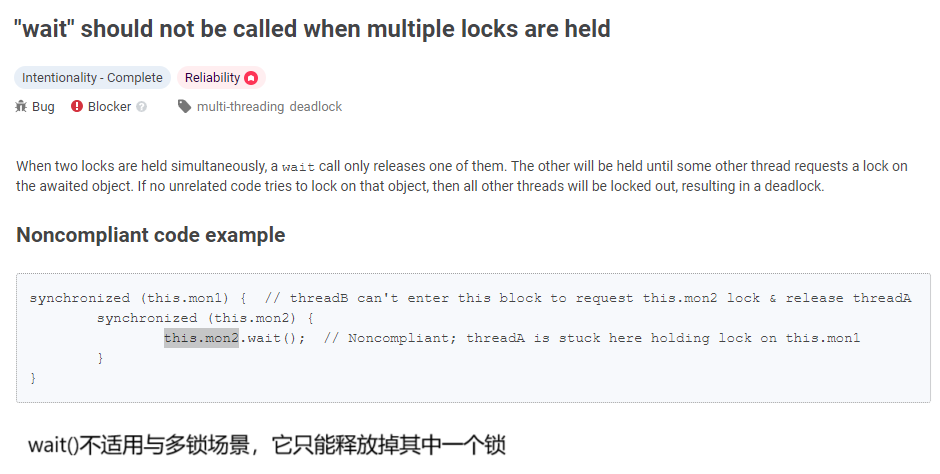 "wait" should not be called when multiple locks are held
Intentionality - Complete Reliability
Bug Blocker ? multi-threading deadlock
When two locks are held simultaneously, a wait call only releases one of them. The other will be held until some other thread requests a lock on
the awaited object. If no unrelated code tries to lock on that object, then all other threads will be locked out, resulting in a deadlock.
Noncompliant code example
synchronized (this.mon1) {  // threadB can't enter this block to request this.mon2 lock & release threadA
synchronized (this.mon2) {
this.mon2.wait();  // Noncompliant; threadA is stuck here holding lock on this.mon1
}
}
wait()不适用与多锁场景，它只能释放掉其中一个锁